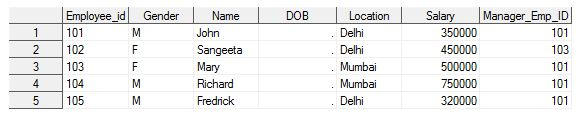 Employee_id Gender Name DOB Location Salary Manager_Emp_ID
1 101 M John . Delhi 350000 101
2 102 F Sangeeta . Delhi 450000 103
3 103 F Mary . Mumbai 500000 101
4 104 M Richard . Mumbai 750000 101
5 105 M Fredrick . Delhi 320000 101